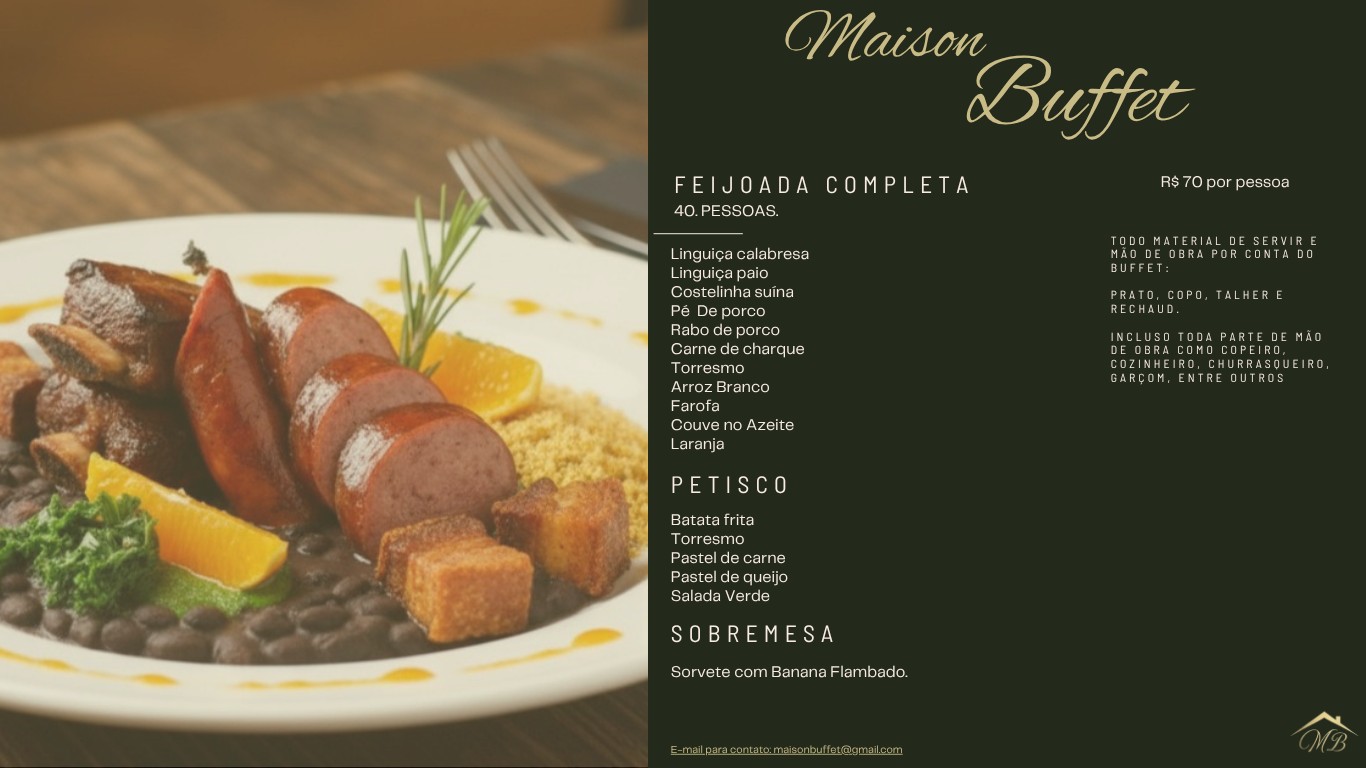 Maison
Buffet
FEIJOADA COMPLETA
40. PESSOAS.
R$ 70 por pessoa
Linguiça calabresa
Linguiça paio
Costelinha suína
Pé De porco
Rabo de porco
Carne de charque
Torresmo
Arroz Branco
Farofa
Couve no Azeite
Laranja
TODO MATERIAL DE SERVIR E
MÃO DE OBRA POR CONTA DO
BUFFET:
PRATO, COPO, TALHER E
RECHAUD.
INCLUSO TODA PARTE DE MÃO
DE OBRA COMO COPEIRO,
COZINHEIRO, CHURRASQUEIRO,
GARÇOM, ENTRE OUTROS
PETISCO
Batata frita
Torresmo
Pastel de carne
Pastel de queijo
Salada Verde
SOBREMESA
Sorvete com Banana Flambado.
E-mail para contato: maisonbuffet@gmail.com
MB